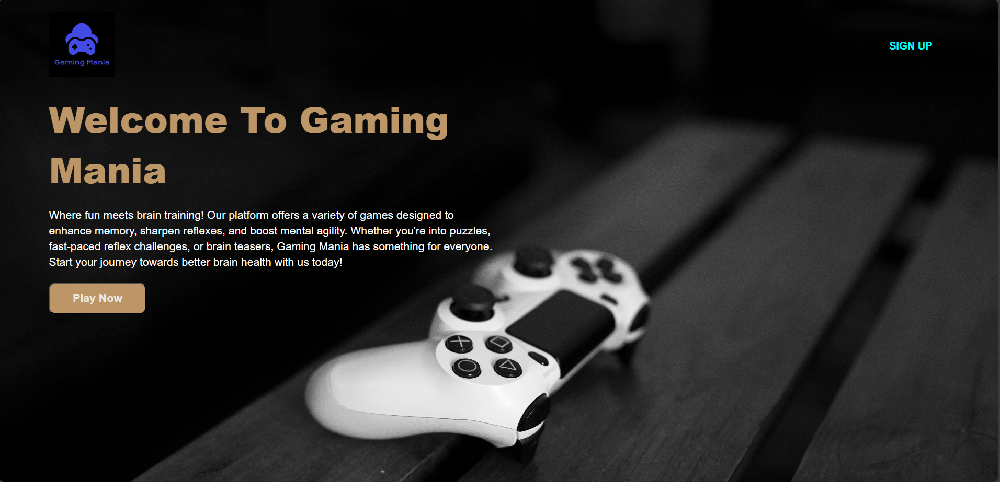 Gaming Mania
SIGN UP
Welcome To Gaming
Mania
Where fun meets brain training! Our platform offers a variety of games designed to
enhance memory, sharpen reflexes, and boost mental agility. Whether you're into puzzles,
fast-paced reflex challenges, or brain teasers, Gaming Mania has something for everyone.
Start your journey towards better brain health with us today!
Play Now
OPTIONS